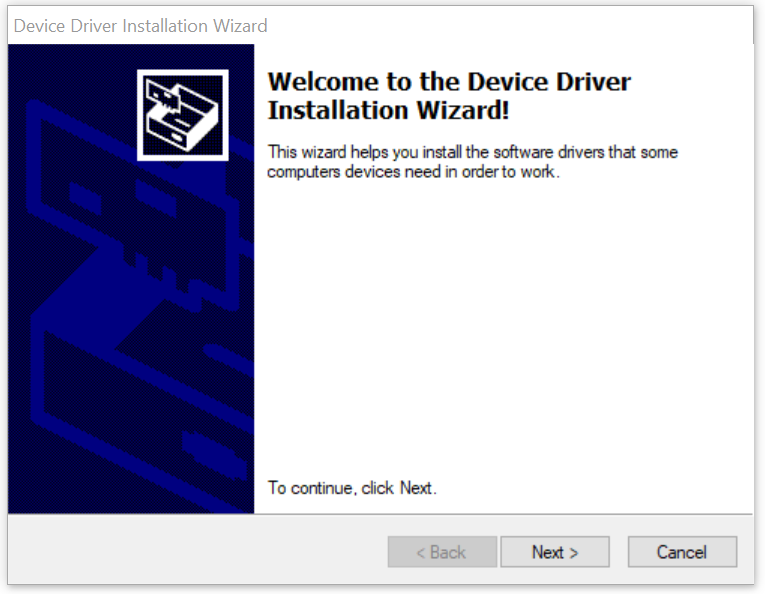 Device Driver Installation Wizard
Welcome to the Device Driver
Installation Wizard!
This wizard helps you install the software drivers that some
computers devices need in order to work.
To continue, click Next.
< Back
Next >
Cancel